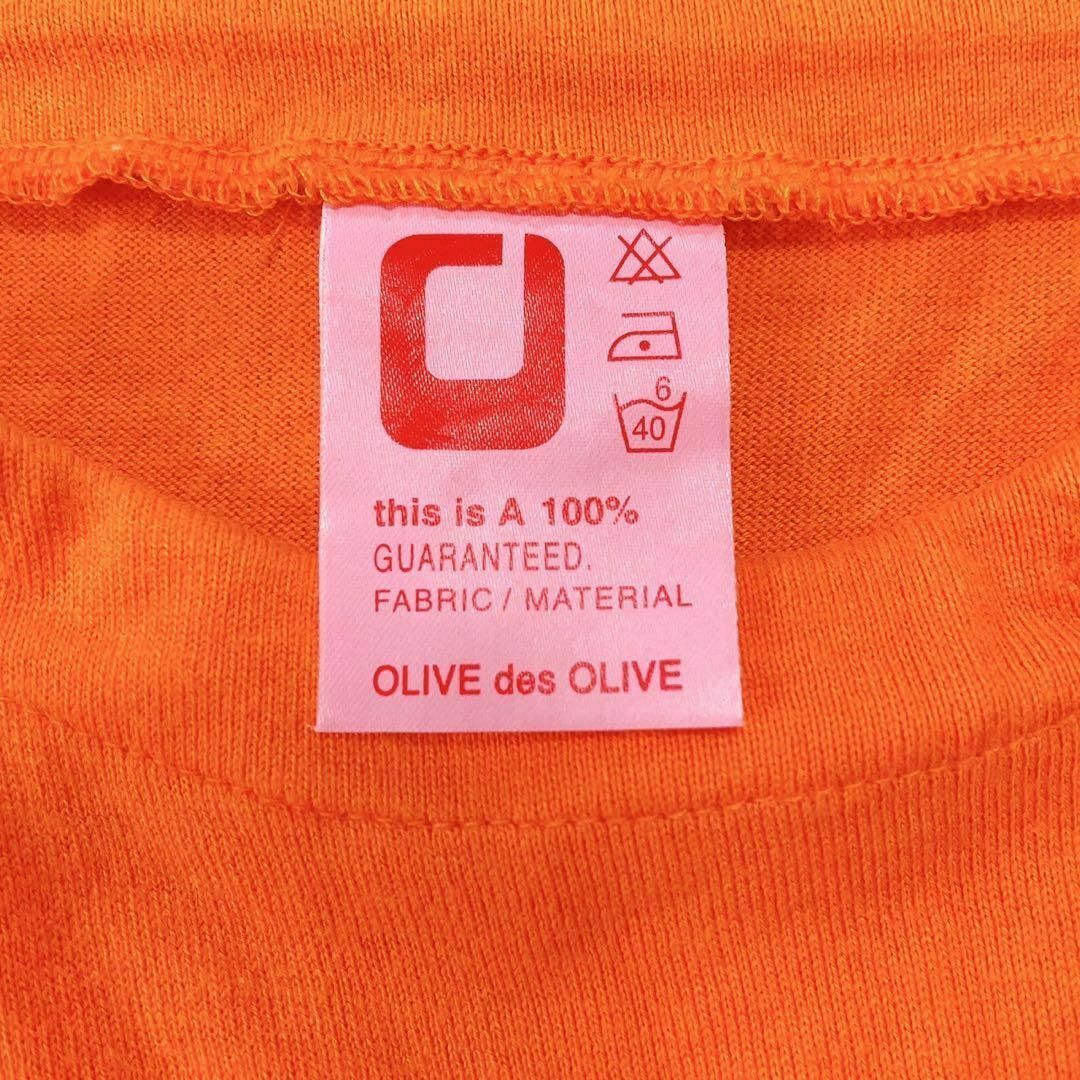 6
40
this is A 100%
GUARANTEED.
FABRIC / MATERIAL
OLIVE des OLIVE